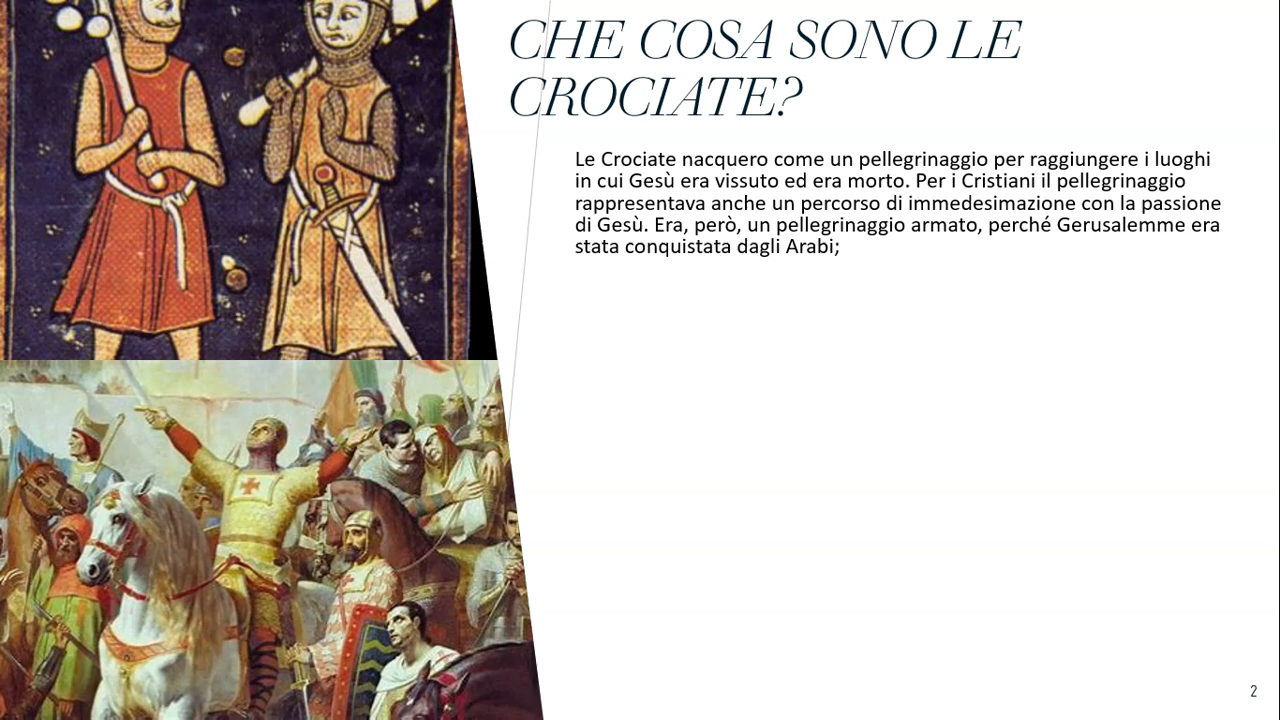 CHE COSA SONO LE
CROCIATE?
Le Crociate nacquero come un pellegrinaggio per raggiungere i luoghi
in cui Gesù era vissuto ed era morto. Per i Cristiani il pellegrinaggio
rappresentava anche un percorso di immedesimazione con la passione
di Gesù. Era, però, un pellegrinaggio armato, perché Gerusalemme era
stata conquistata dagli Arabi;
2